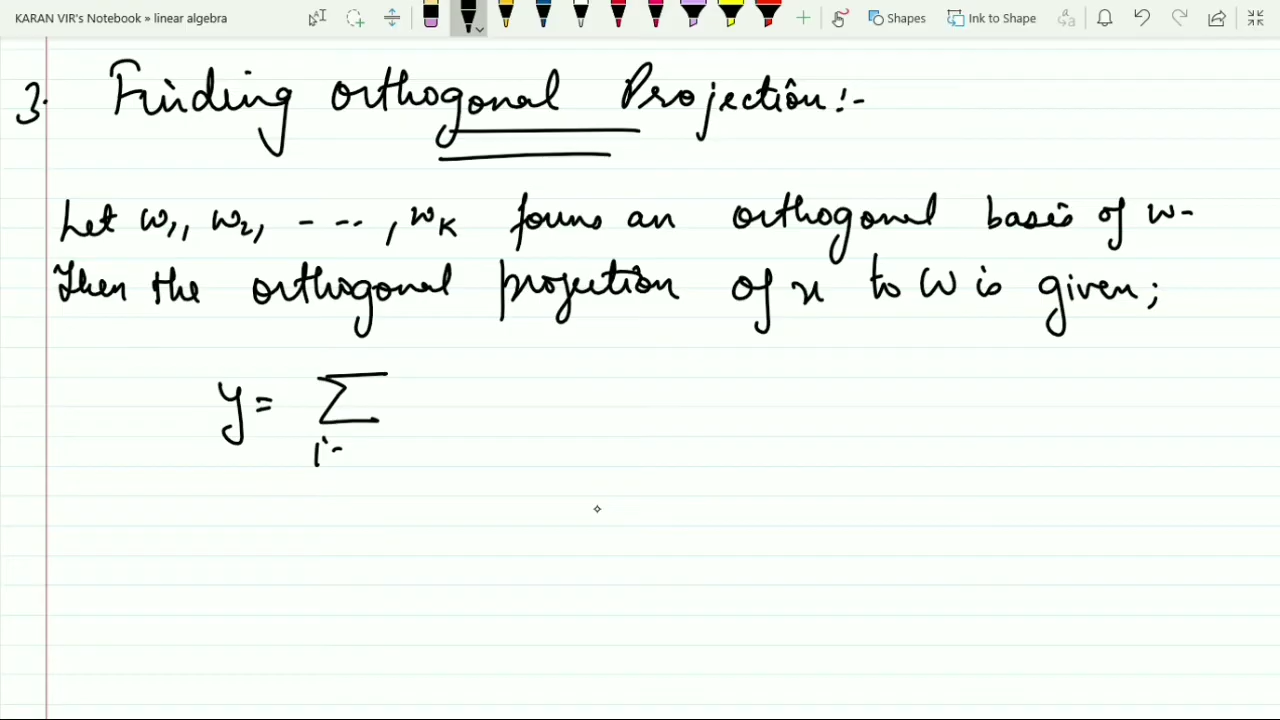 KARAN VIR's Notebook » linear algebra
Shapes
Ink to Shape
3. Finding orthogonal Projection:-
Let w1, w2, - - - , wK forms an orthogonal basis of w-
Then the orthogonal projection of x to W is given;
y = ∑
i-